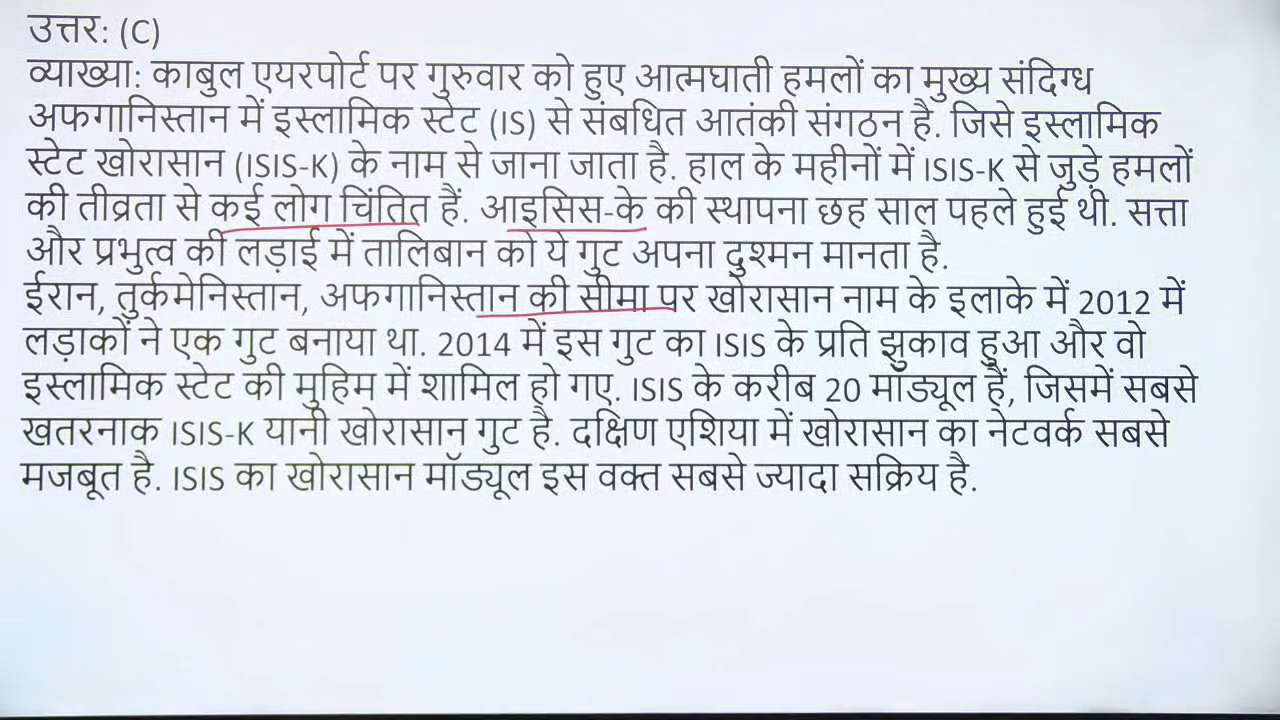 उत्तर: (C)
व्याख्या: काबुल एयरपोर्ट पर गुरुवार को हुए आत्मघाती हमलों का मुख्य संदिग्ध
अफगानिस्तान में इस्लामिक स्टेट (IS) से संबधित आतंकी संगठन है. जिसे इस्लामिक
स्टेट खोरासान (ISIS-K) के नाम से जाना जाता है. हाल के महीनों में ISIS-K से जुड़े हमलों
की तीव्रता से कई लोग चिंतित हैं. आइसिस-के की स्थापना छह साल पहले हुई थी. सत्ता
और प्रभुत्व की लड़ाई में तालिबान को ये गुट अपना दुश्मन मानता है.
ईरान, तुर्कमेनिस्तान, अफगानिस्तान की सीमा पर खोरासान नाम के इलाके में 2012 में
लड़ाकों ने एक गुट बनाया था. 2014 में इस गुट का ISIS के प्रति झुकाव हुआ और वो
इस्लामिक स्टेट की मुहिम में शामिल हो गए. ISIS के करीब 20 मॉड्यूल हैं, जिसमें सबसे
खतरनाक ISIS-K यानी खोरासान गुट है. दक्षिण एशिया में खोरासान का नेटवर्क सबसे
मजबूत है. ISIS का खोरासान मॉड्यूल इस वक्त सबसे ज्यादा सक्रिय है.